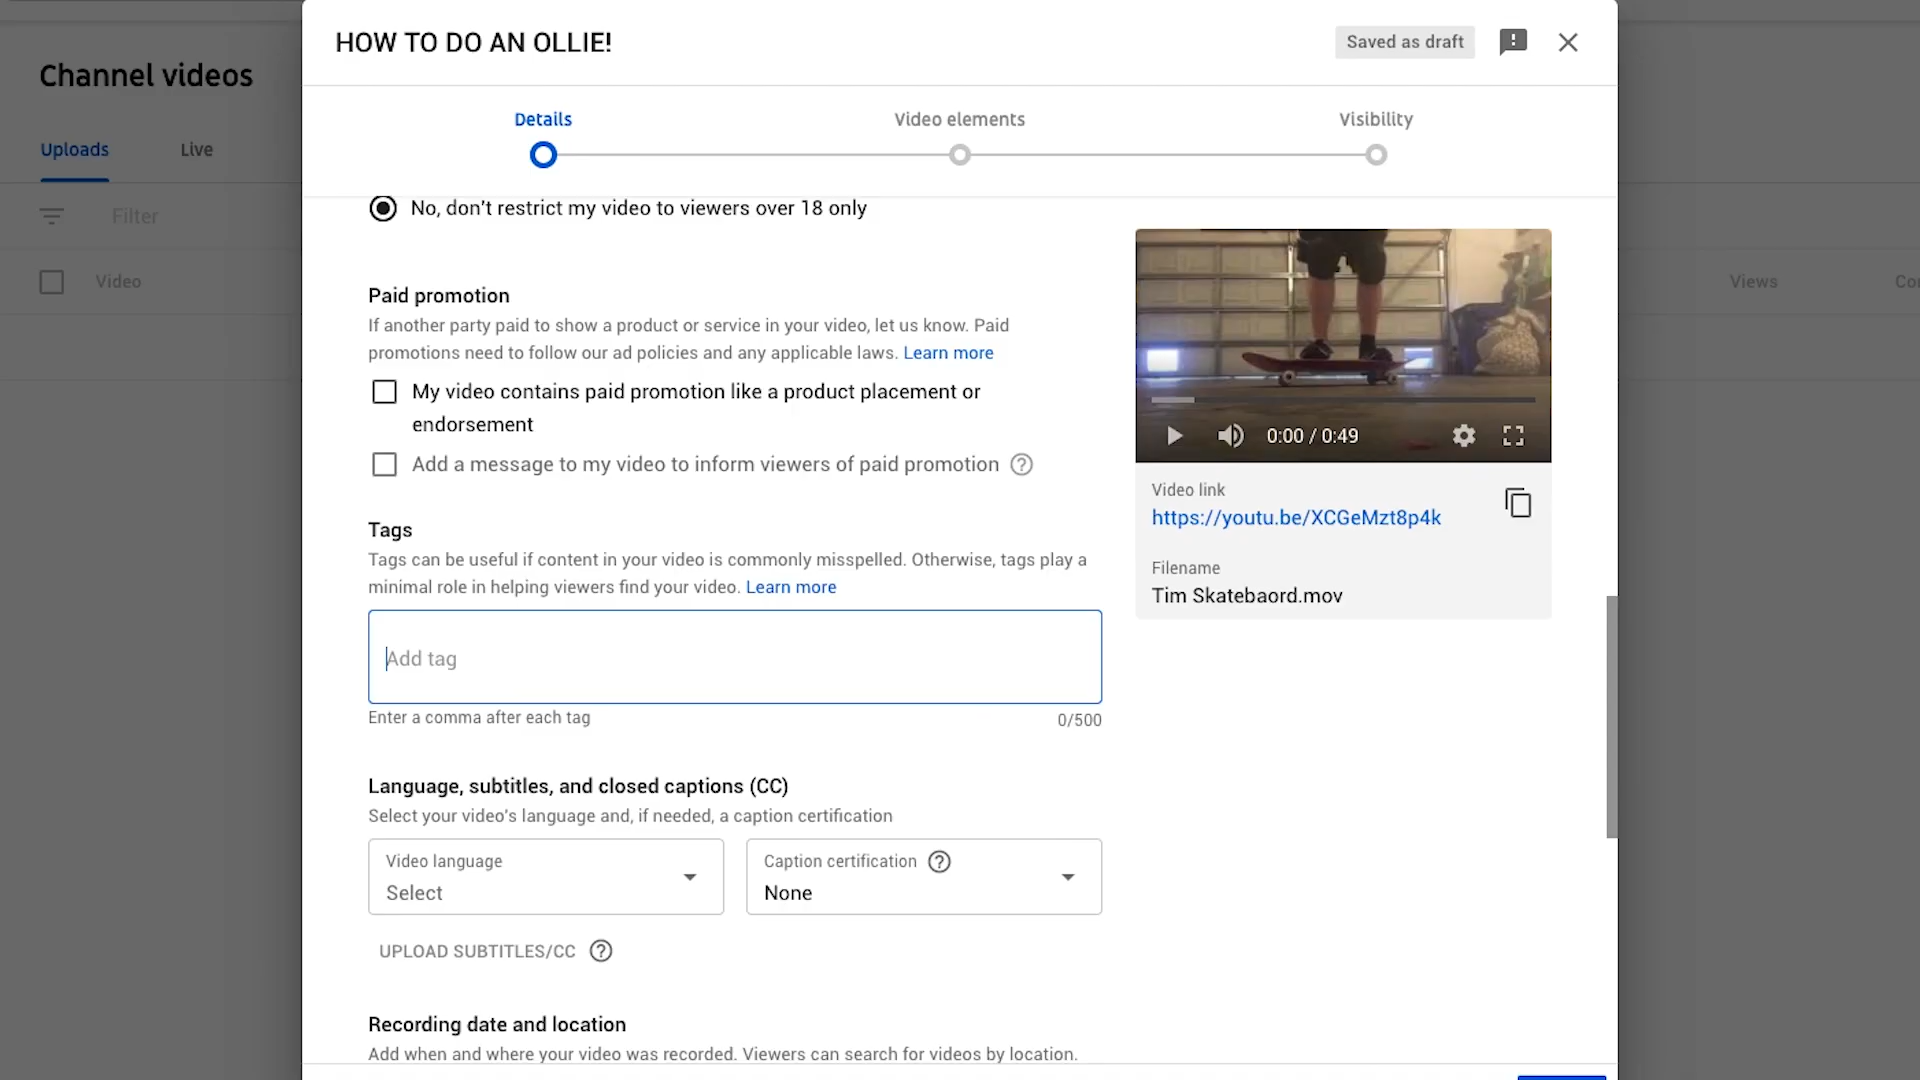 HOW TO DO AN OLLIE!
Saved as draft
Channel videos
Details
Video elements
Visibility
Uploads
Live
No, don't restrict my video to viewers over 18 only
Filter
Video
Views
Paid promotion
If another party paid to show a product or service in your video, let us know. Paid
promotions need to follow our ad policies and any applicable laws. Learn more
My video contains paid promotion like a product placement or
endorsement
Add a message to my video to inform viewers of paid promotion
0:00 / 0:49
Video link
https://youtu.be/XCGeMzt8p4k
Filename
Tim Skatebaord.mov
Tags
Tags can be useful if content in your video is commonly misspelled. Otherwise, tags play a
minimal role in helping viewers find your video. Learn more
Add tag
Enter a comma after each tag
0/500
Language, subtitles, and closed captions (CC)
Select your video's language and, if needed, a caption certification
Video language
Select
Caption certification
None
UPLOAD SUBTITLES/CC
Recording date and location
Add when and where your video was recorded. Viewers can search for videos by location.